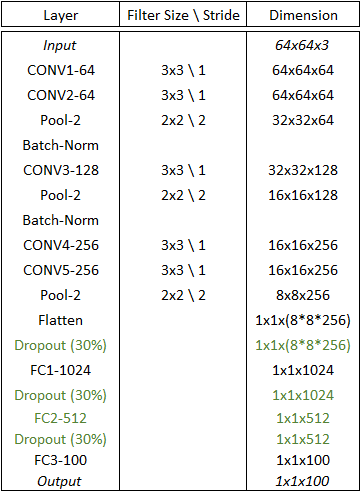 Layer Filter Size \ Stride Dimension
Input 64x64x3
CONV1-64 3x3 \ 1 64x64x64
CONV2-64 3x3 \ 1 64x64x64
Pool-2 2x2 \ 2 32x32x64
Batch-Norm
CONV3-128 3x3 \ 1 32x32x128
Pool-2 2x2 \ 2 16x16x128
Batch-Norm
CONV4-256 3x3 \ 1 16x16x256
CONV5-256 3x3 \ 1 16x16x256
Pool-2 2x2 \ 2 8x8x256
Flatten 1x1x(8*8*256)
Dropout (30%) 1x1x(8*8*256)
FC1-1024 1x1x1024
Dropout (30%) 1x1x1024
FC2-512 1x1x512
Dropout (30%) 1x1x512
FC3-100 1x1x100
Output 1x1x100